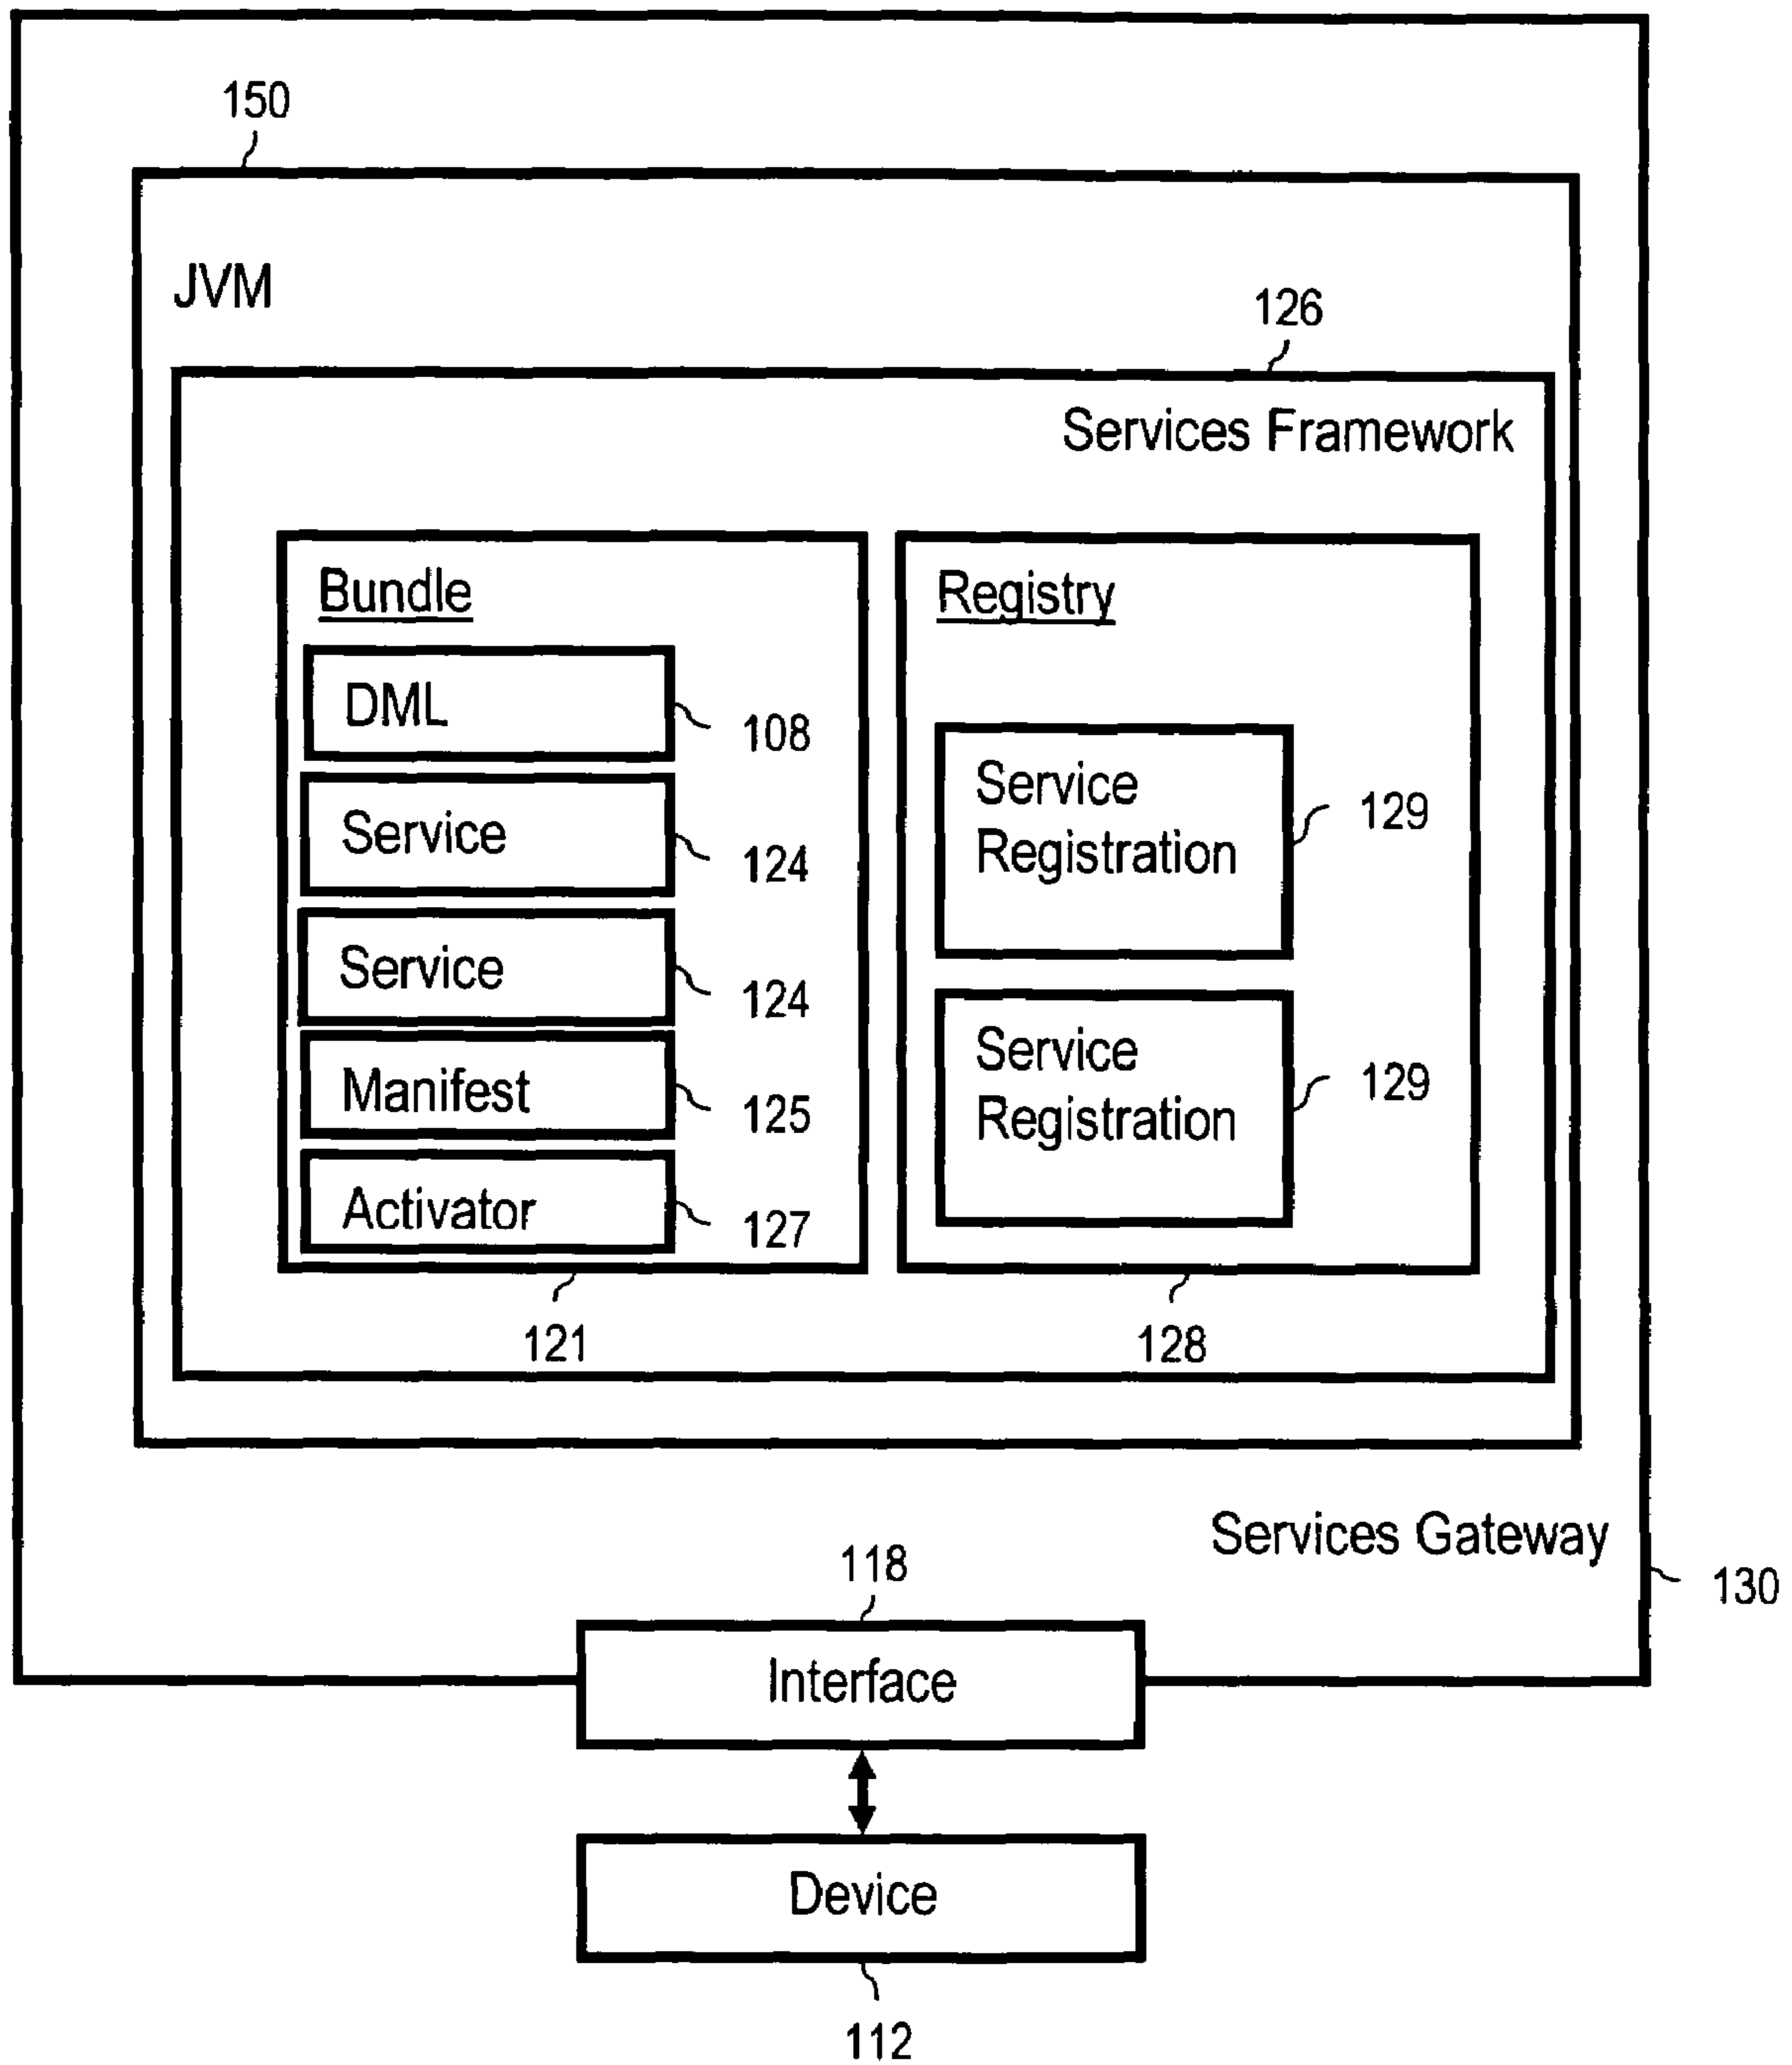 150
JVM
126
Services Framework
Bundle
DML
108
Service
124
Service
124
Manifest
125
Activator
127
121
Registry
Service
Registration
129
Service
Registration
129
128
Services Gateway
130
118
Interface
Device
112